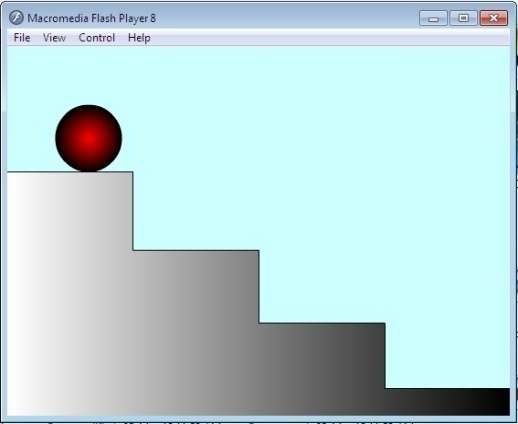 Macromedia Flash Player 8
File View Control Help